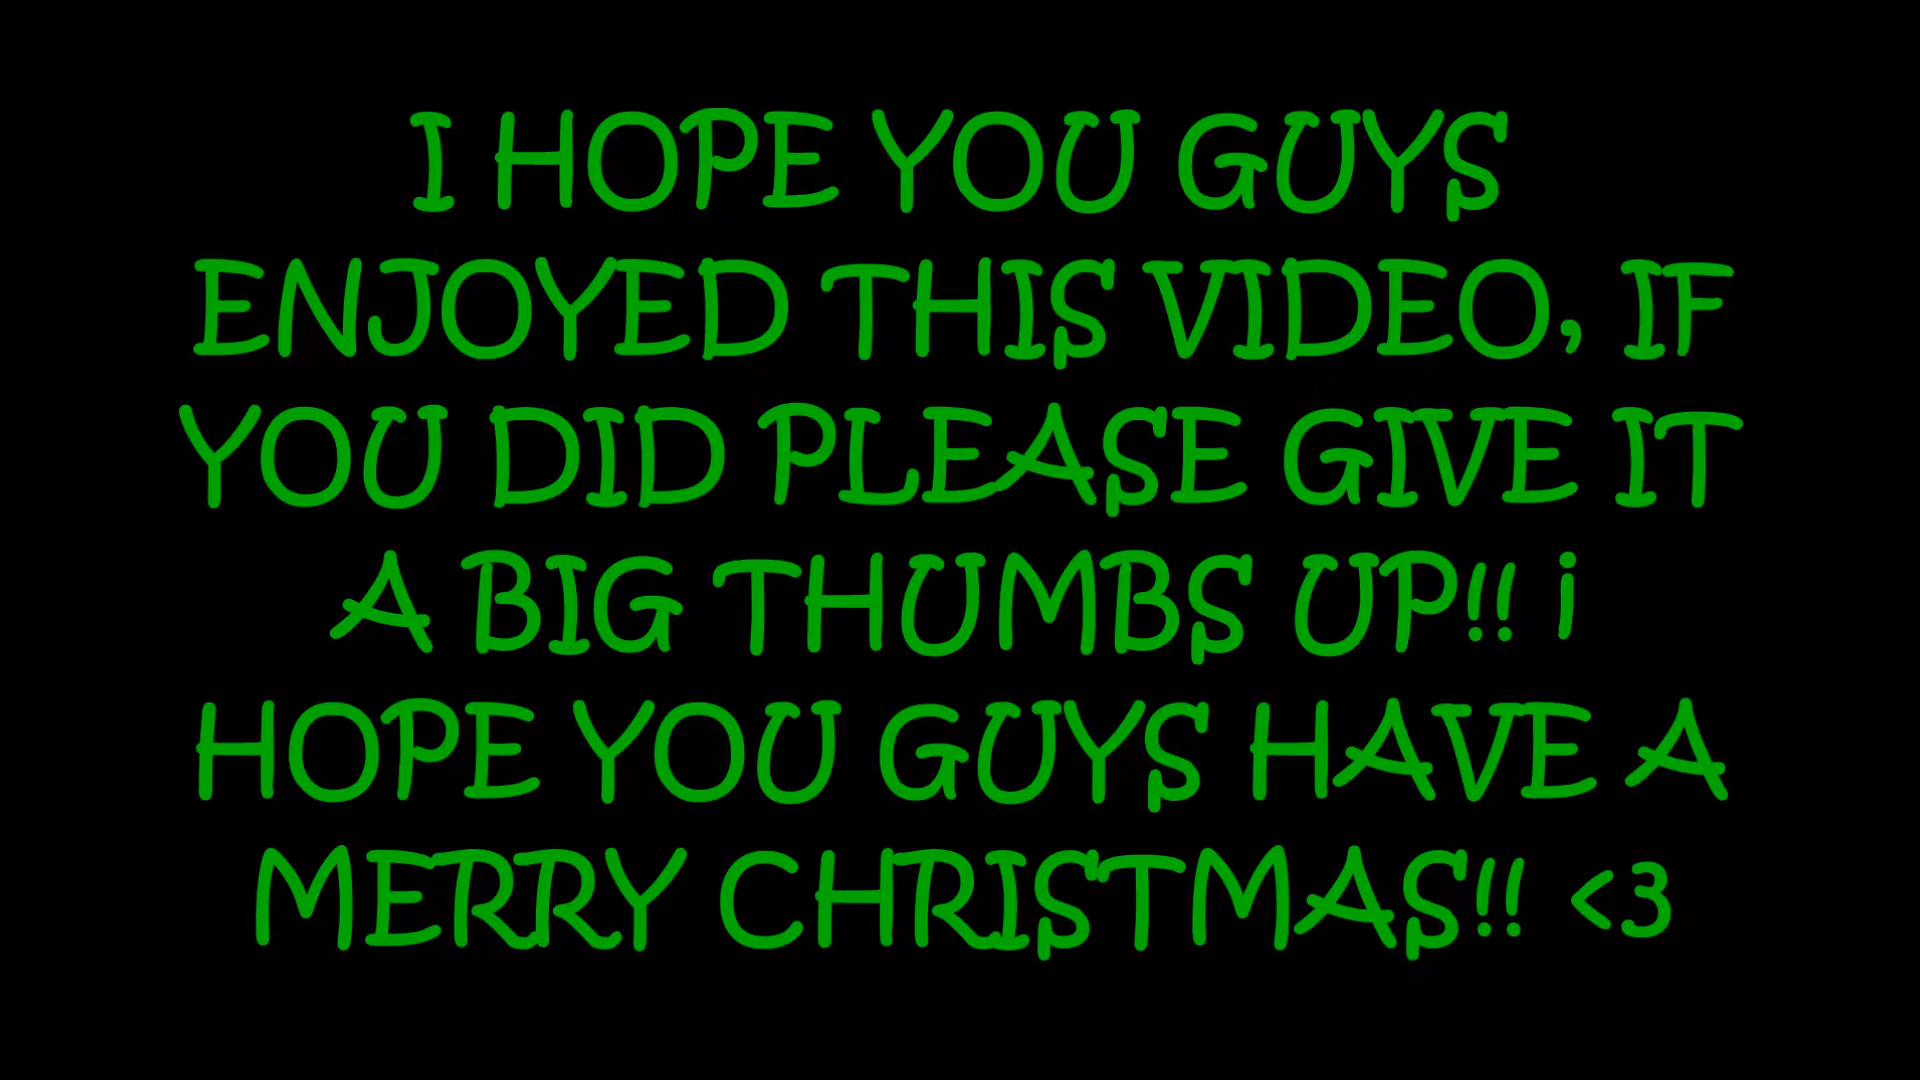 I HOPE YOU GUYS
ENJOYED THIS VIDEO, IF
YOU DID PLEASE GIVE IT
A BIG THUMBS UP!! i
HOPE YOU GUYS HAVE A
MERRY CHRISTMAS!! <3